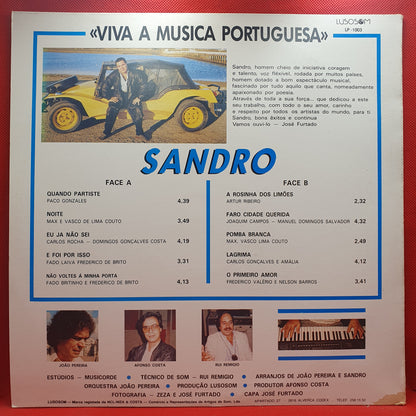 LUSOSOM
LP - 1003
«VIVA A MUSICA PORTUGUESA»
Sandro, homem cheio de iniciativa coragem
e talento, voz flexivel, rodada por muitos países,
homem dotado a belo espectáculo musical,
fascinado por tudo aquilo que canta, nomeadamente
apaixonado por poesia.
Através de toda a sua força... que dedicou a este
seu trabalho, com todo o seu amor, carinho
e respeito por todos os artistas do mundo, para ti
Sandro, bons êxitos e continua
Vamos ouvi-lo — José Furtado
SANDRO
FACE A
QUANDO PARTISTE
PACO GONZALES 4.39
NOITE
MAX E VASCO DE LIMA COUTO 3.49
EU JA NÃO SEI
CARLOS ROCHA - DOMINGOS GONÇALVES COSTA 4.19
E FOI POR ISSO
FADO LAIVA FREDERICO DE BRITO 3.31
NÃO VOLTES Á MINHA PORTA
FADO BRITINHO E FREDERICO DE BRITO 4.13
FACE B
A ROSINHA DOS LIMÕES
ARTUR RIBEIRO 2.32
FARO CIDADE QUERIDA
JOAQUIM CAMPOS - MANUEL DOMINGOS SALVADOR 4.32
POMBA BRANCA
MAX, VASCO LIMA COUTO 2.49
LAGRIMA
CARLOS GONÇALVES E AMÁLIA 4.12
O PRIMEIRO AMOR
FREDERICO VALÉRIO E NELSON BARROS 3.41
JOÃO PEREIRA
AFONSO COSTA
RUI REMIGIO
ESTÚDIOS - MUSICORDE • TÉCNICO DE SOM - RUI REMIGIO • ARRANJOS DE JOÃO PEREIRA E SANDRO
ORQUESTRA JOÃO PEREIRA • PRODUÇÃO LUSOSOM • PRODUTOR AFONSO COSTA
FOTOGRAFIA - ZEZA E JOSÉ FURTADO • CAPA JOSÉ FURTADO